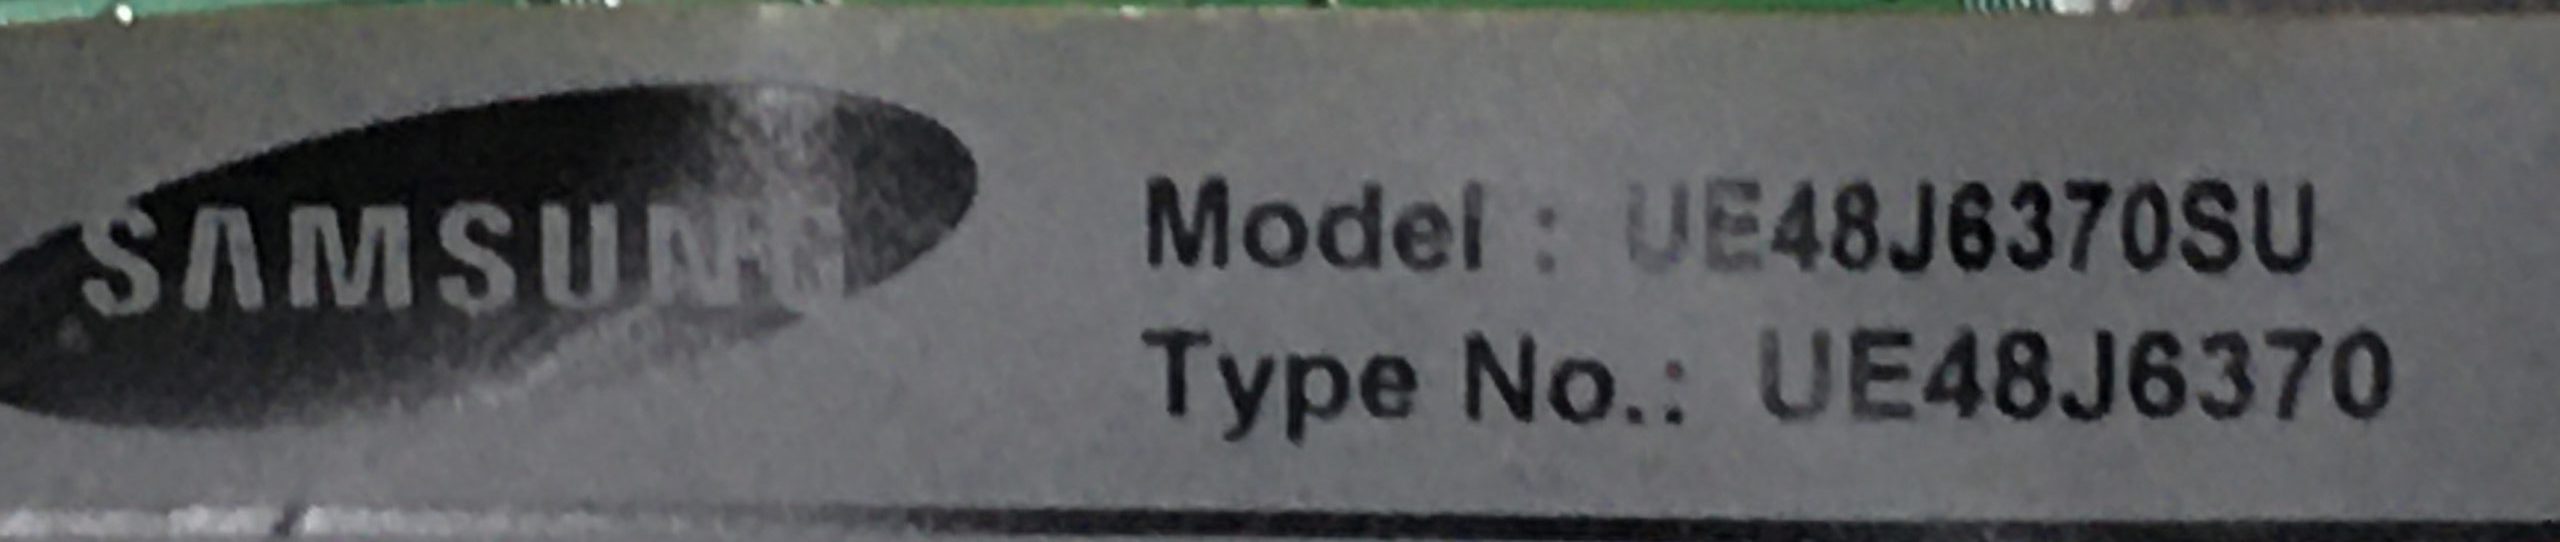 SAMSUNG
Model : UE48J6370SU
Type No.: UE48J6370